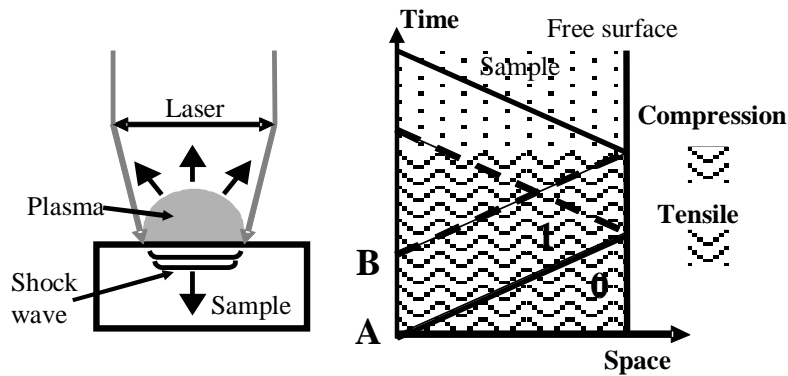 Laser
Plasma
Shock
wave
Sample
Time
Free surface
Sample
Compression
Tensile
1
0
B
A
Space